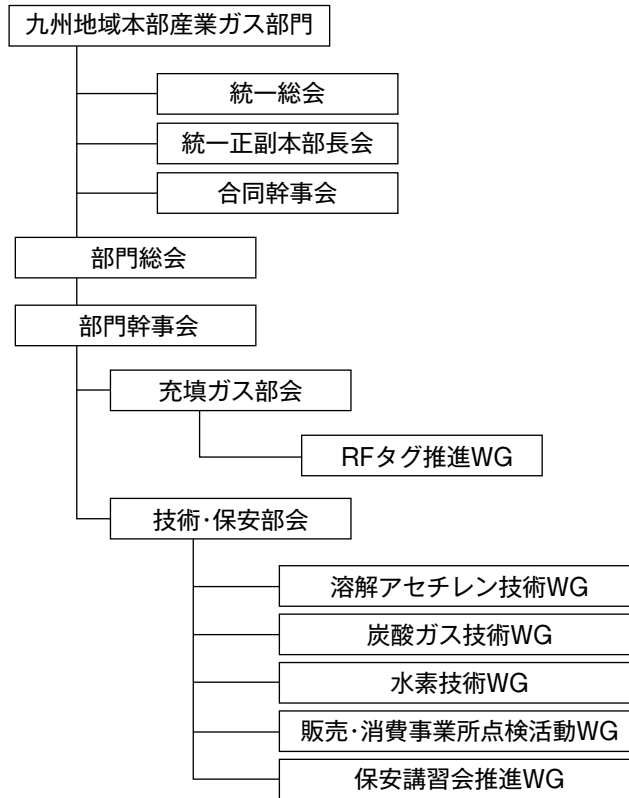 九州地域本部産業ガス部門
統一総会
統一正副本部長会
合同幹事会
部門総会
部門幹事会
充填ガス部会
RFタグ推進WG
技術・保安部会
溶解アセチレン技術WG
炭酸ガス技術WG
水素技術WG
販売・消費事業所点検活動WG
保安講習会推進WG